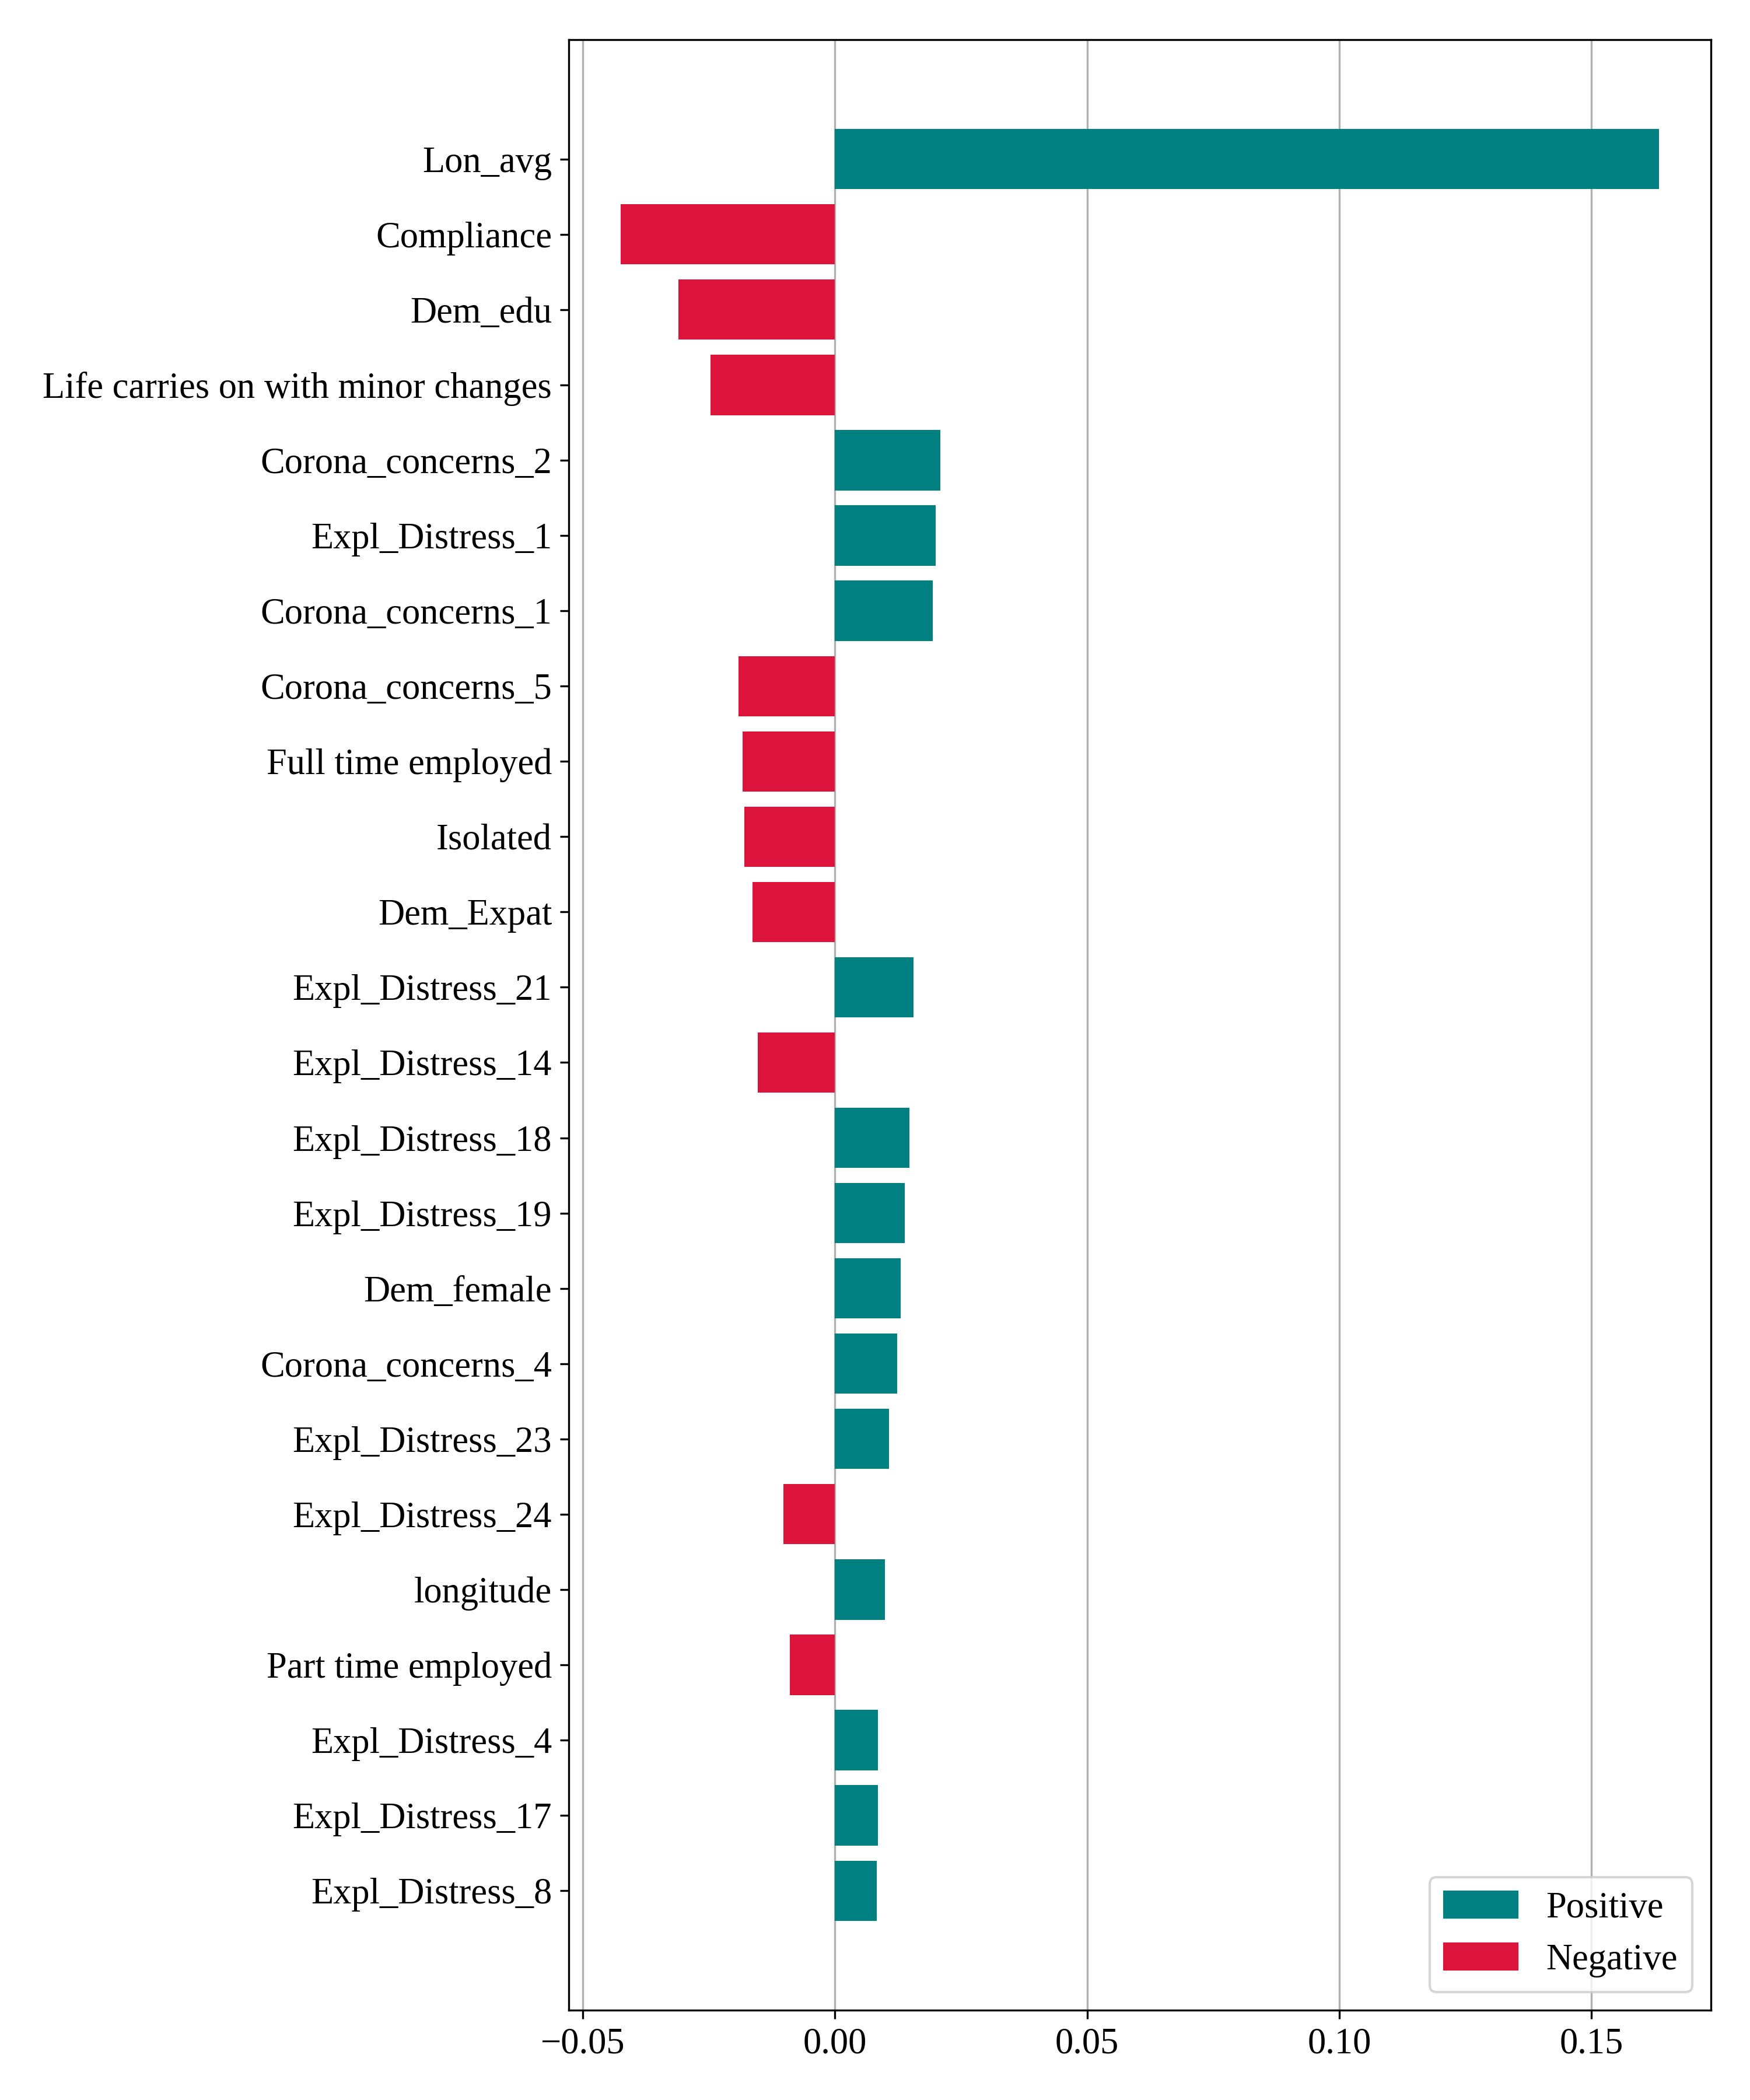 Lon_avg
Compliance
Dem_edu
Life carries on with minor changes
Corona_concerns_2
Expl_Distress_1
Corona_concerns_1
Corona_concerns_5
Full time employed
Isolated
Dem_Expat
Expl_Distress_21
Expl_Distress_14
Expl_Distress_18
Expl_Distress_19
Dem_female
Corona_concerns_4
Expl_Distress_23
Expl_Distress_24
longitude
Part time employed
Expl_Distress_4
Expl_Distress_17
Expl_Distress_8
Positive
Negative
−0.05 0.00 0.05 0.10 0.15